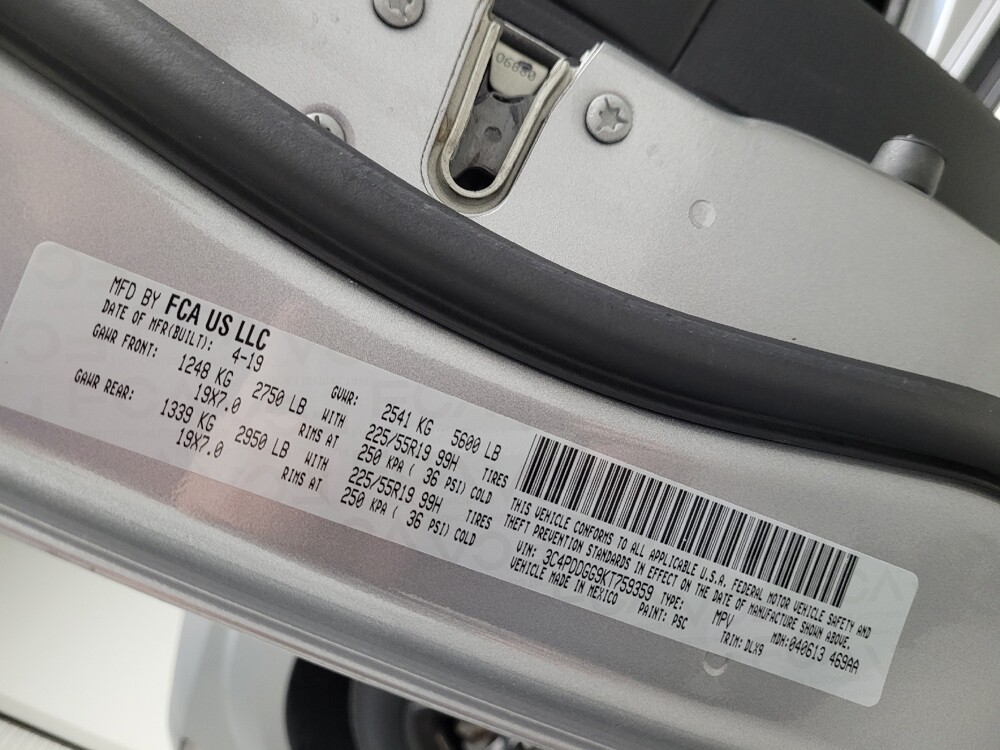 06880
MFD BY FCA US LLC
DATE OF MFR(BUILT): 4-19 GVWR: 2541 KG 5600 LB
GAWR FRONT: 1248 KG 2750 LB WITH 225/55R19 99H TIRES
19X7.0 RIMS AT 250 KPA ( 36 PSI) COLD
GAWR REAR: 1339 KG 2950 LB WITH 225/55R19 99H TIRES
19X7.0 RIMS AT 250 KPA ( 36 PSI) COLD
THIS VEHICLE CONFORMS TO ALL APPLICABLE U.S.A. FEDERAL MOTOR VEHICLE SAFETY AND
THEFT PREVENTION STANDARDS IN EFFECT ON THE DATE OF MANUFACTURE SHOWN ABOVE.
VIN: 3C4PDDGG9KT759359 TYPE: MPV MDH:040613 469AA
VEHICLE MADE IN MEXICO PAINT: PSC TRIM: DLX9